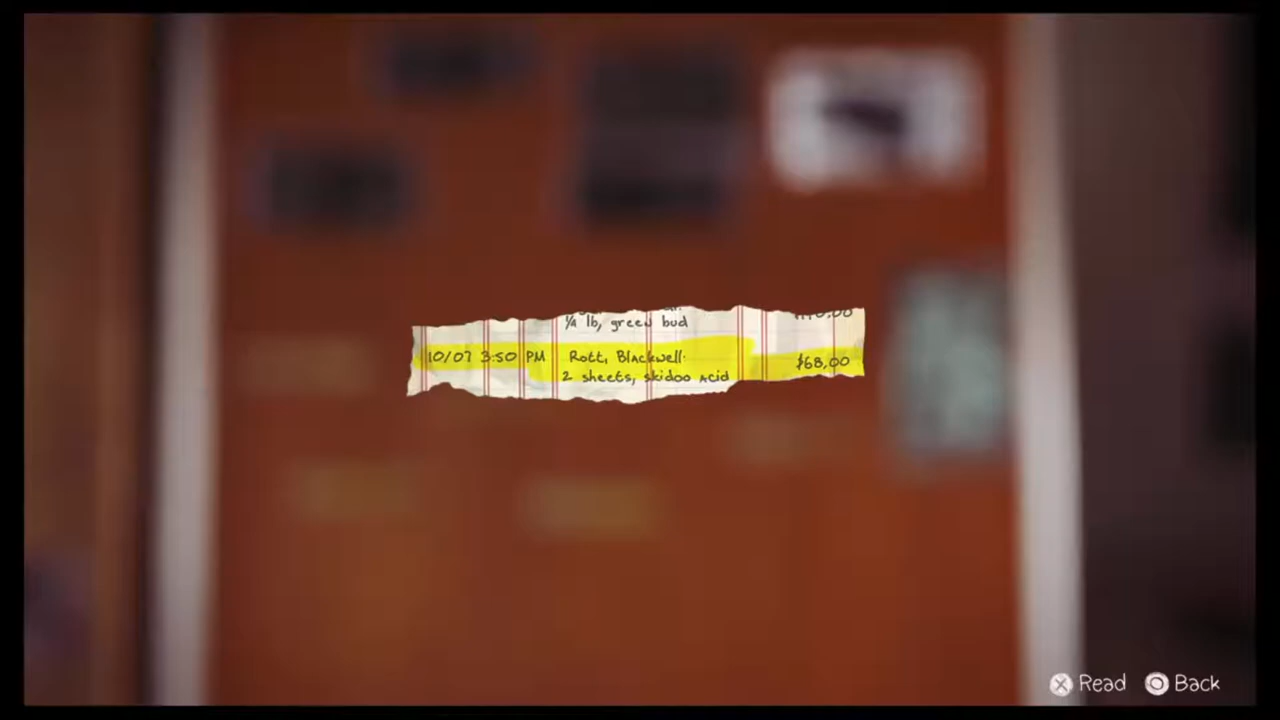 ¼ lb, green bud
10/07 3:50 PM Rott, Blackwell. $68,00
2 sheets, skidoo Acid
Read Back